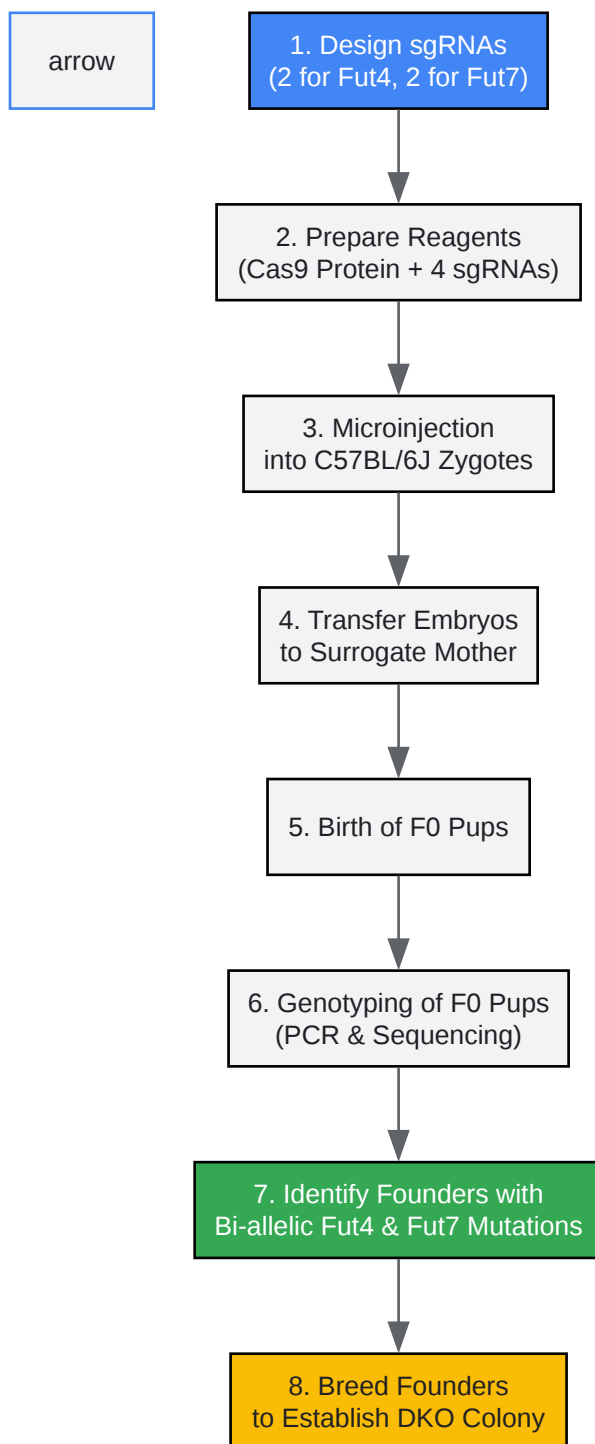 arrow
1. Design sgRNAs
(2 for Fut4, 2 for Fut7)
2. Prepare Reagents
(Cas9 Protein + 4 sgRNAs)
3. Microinjection
into C57BL/6J Zygotes
4. Transfer Embryos
to Surrogate Mother
5. Birth of F0 Pups
6. Genotyping of F0 Pups
(PCR & Sequencing)
7. Identify Founders with
Bi-allelic Fut4 & Fut7 Mutations
8. Breed Founders
to Establish DKO Colony